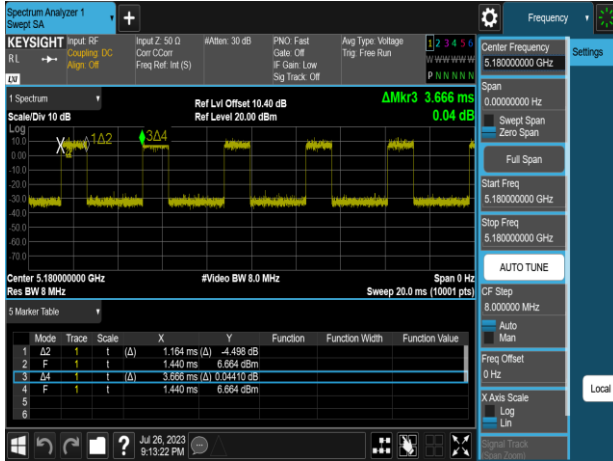 Spectrum Analyzer 1
Swept SA
+
Frequency
KEYSIGHT
RL
LXI
Input: RF
Coupling: DC
Align: Off
Input Z: 50 Ω
Corr CCorr
Freq Ref: Int (S)
#Atten: 30 dB
PNO: Fast
Gate: Off
IF Gain: Low
Sig Track: Off
Avg Type: Voltage
Trig: Free Run
1 2 3 4 5 6
W W W W W W
P N N N N N
1 Spectrum
Scale/Div 10 dB
Log
Ref Lvl Offset 10.40 dB
Ref Level 20.00 dBm
ΔMkr3 3.666 ms
0.04 dB
10.0
0.00
-10.0
-20.0
-30.0
-40.0
-50.0
-60.0
-70.0
X
1Δ2
3Δ4
Center 5.180000000 GHz
Res BW 8 MHz
#Video BW 8.0 MHz
Span 0 Hz
Sweep 20.0 ms (10001 pts)
5 Marker Table
Mode Trace Scale X Y Function Function Width Function Value
1 Δ2 1 t (Δ) 1.164 ms (Δ) -4.498 dB
2 F 1 t 1.440 ms 6.664 dBm
3 Δ4 1 t (Δ) 3.666 ms (Δ) 0.04410 dB
4 F 1 t 1.440 ms 6.664 dBm
5
6
?
Jul 26, 2023
9:13:22 PM
Center Frequency
5.180000000 GHz
Settings
Span
0.00000000 Hz
Swept Span
Zero Span
Full Span
Start Freq
5.180000000 GHz
Stop Freq
5.180000000 GHz
AUTO TUNE
CF Step
8.000000 MHz
Auto
Man
Freq Offset
0 Hz
Local
X Axis Scale
Log
Lin
Signal Track
(Span Zoom)